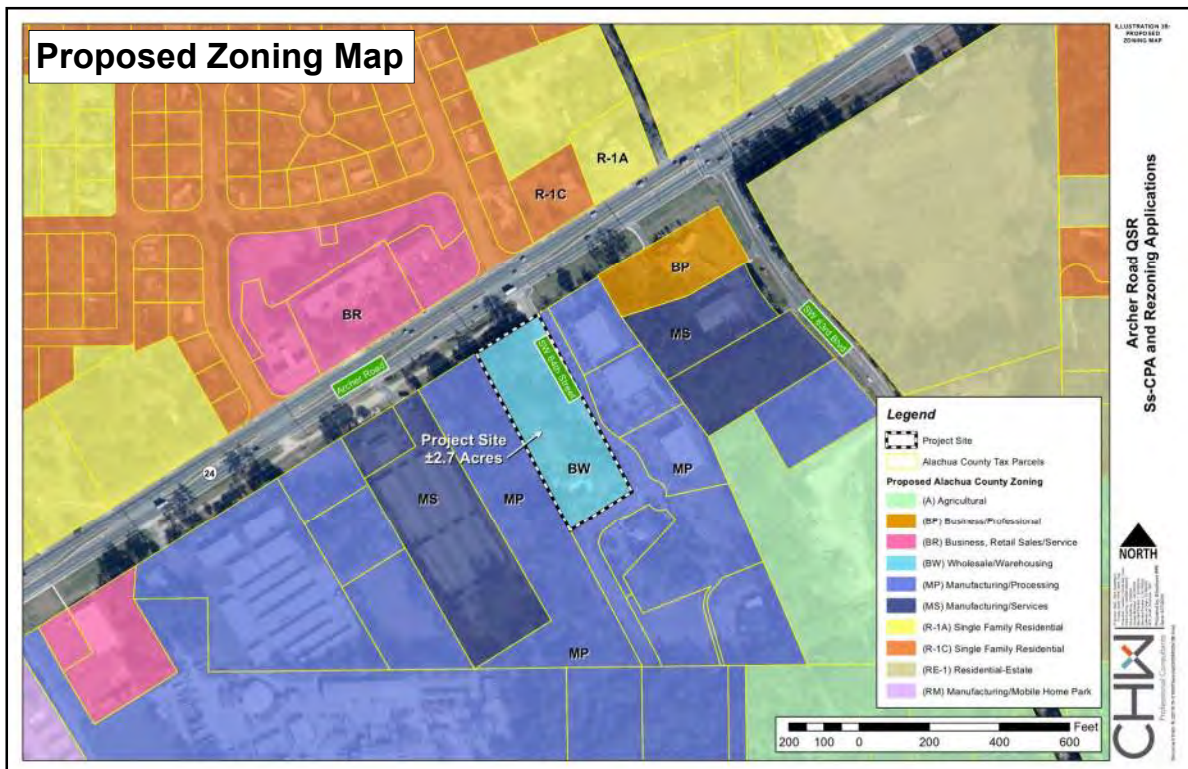 Proposed Zoning Map
ILLUSTRATION 2B:
PROPOSED
ZONING MAP
Archer Road QSR
Ss-CPA and Rezoning Applications
R-1A
R-1C
BP
BR
MS
SW 63rd Blvd
SW 64th Street
Archer Road
Project Site
±2.7 Acres
24
BW
MP
MS
MP
MP
Legend
Project Site
Alachua County Tax Parcels
Proposed Alachua County Zoning
(A) Agricultural
(BP) Business/Professional
(BR) Business, Retail Sales/Service
(BW) Wholesale/Warehousing
(MP) Manufacturing/Processing
(MS) Manufacturing/Services
(R-1A) Single Family Residential
(R-1C) Single Family Residential
(RE-1) Residential-Estate
(RM) Manufacturing/Mobile Home Park
NORTH
CHW
Professional Consultants
Feet
200 100 0 200 400 600